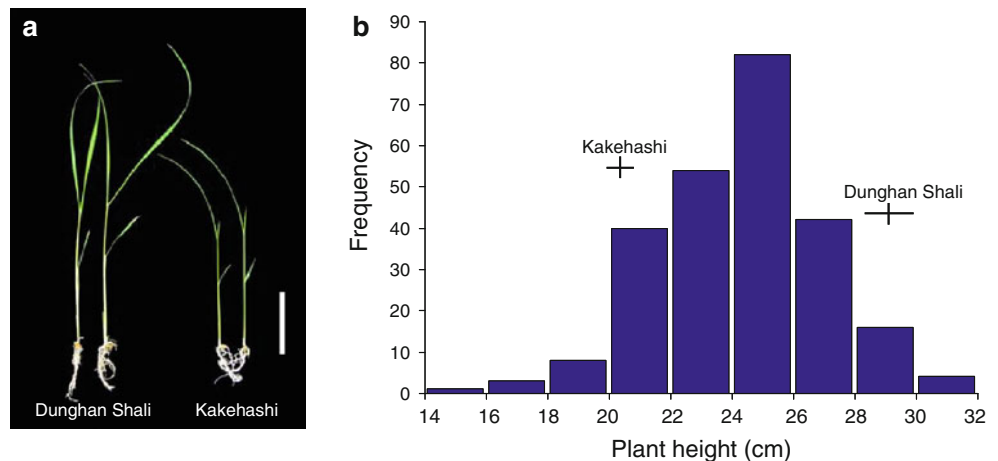 a
Dunghan Shali
Kakehashi
b
Frequency
90
80
70
60
50
40
30
20
10
0
Kakehashi
Dunghan Shali
14 16 18 20 22 24 26 28 30 32
Plant height (cm)